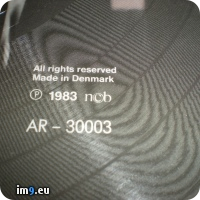 All rights reserved
Made in Denmark
℗ 1983 ncb
AR - 30003
im9.eu